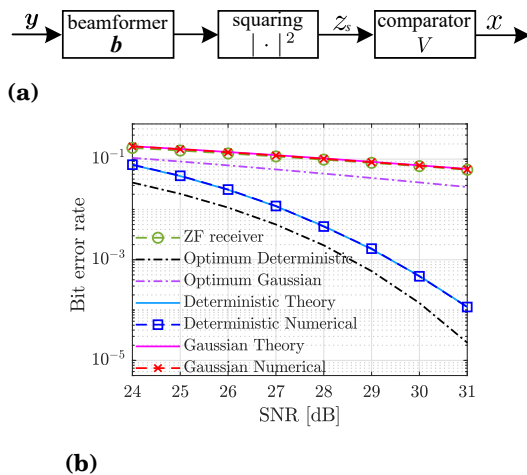 y beamformer b squaring | · |² z_s comparator V x
(a)
10⁻¹
10⁻³
10⁻⁵
Bit error rate
ZF receiver
Optimum Deterministic
Optimum Gaussian
Deterministic Theory
Deterministic Numerical
Gaussian Theory
Gaussian Numerical
24 25 26 27 28 29 30 31
SNR [dB]
(b)